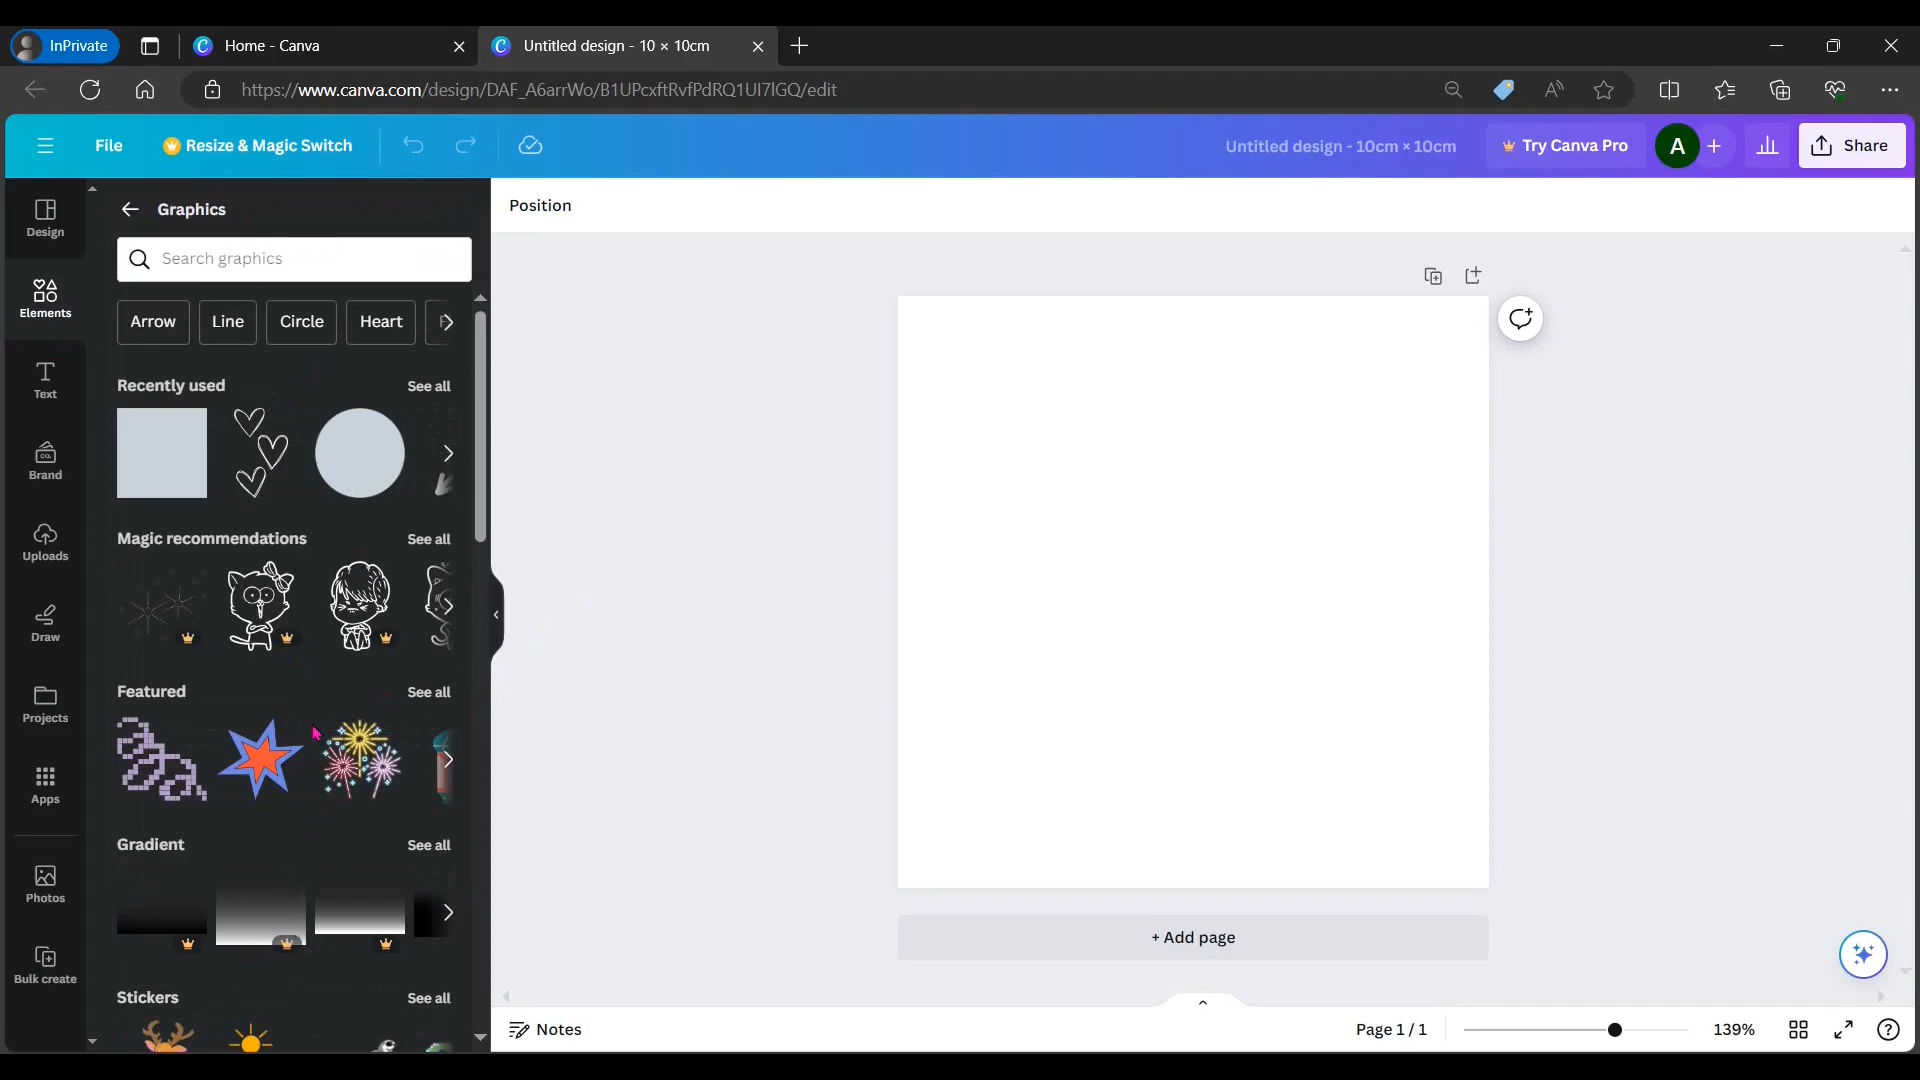 InPrivate
Home - Canva
Untitled design - 10 × 10cm
https://www.canva.com/design/DAF_A6arrWo/B1UPcxftRvfPdRQ1UI7IGQ/edit
File
Resize & Magic Switch
Untitled design - 10cm × 10cm
Try Canva Pro
A
Share
Design
Elements
Text
Brand
Uploads
Draw
Projects
Apps
Photos
Bulk create
Graphics
Search graphics
Arrow
Line
Circle
Heart
Recently used
See all
Magic recommendations
See all
Featured
See all
Gradient
See all
Stickers
See all
Position
+ Add page
Notes
Page 1 / 1
139%